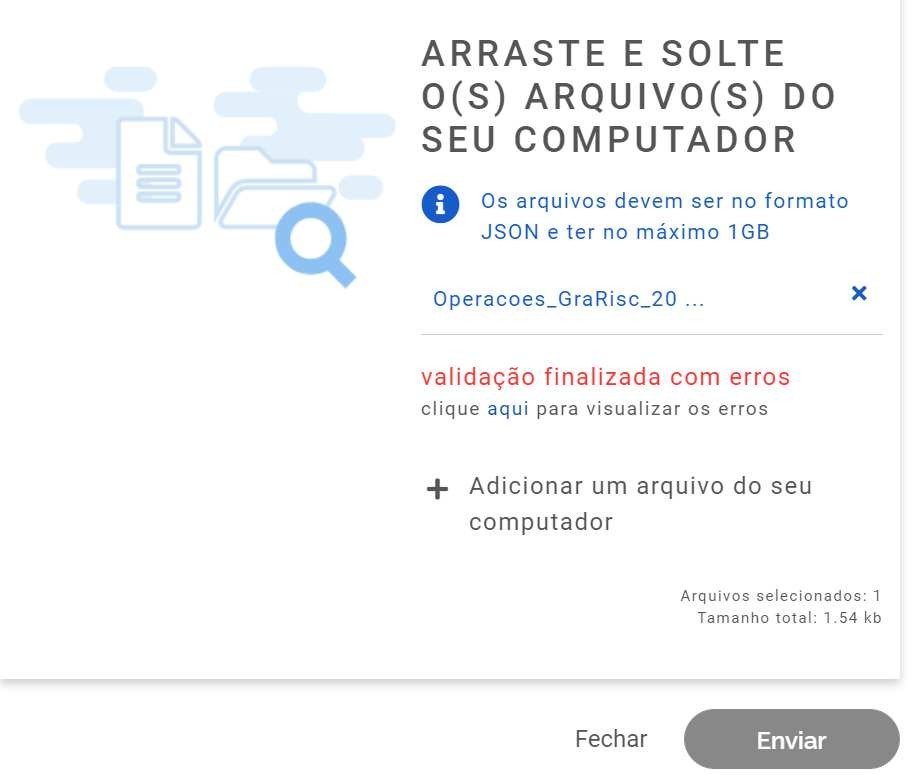 ARRASTE E SOLTE
O(S) ARQUIVO(S) DO
SEU COMPUTADOR
Os arquivos devem ser no formato
JSON e ter no máximo 1GB
Operacoes_GraRisc_20 ...
validação finalizada com erros
clique aqui para visualizar os erros
Adicionar um arquivo do seu
computador
Arquivos selecionados: 1
Tamanho total: 1.54 kb
Fechar
Enviar